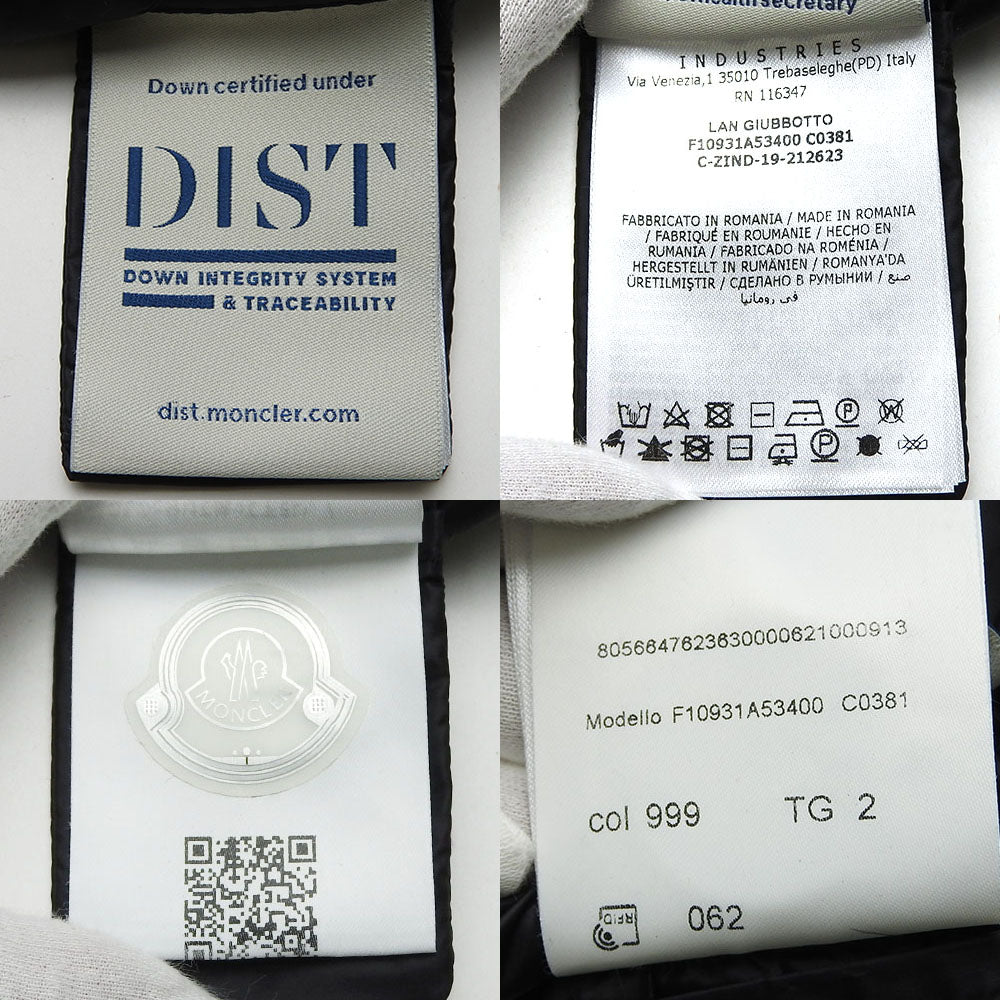 Down certified under
DIST
DOWN INTEGRITY SYSTEM
& TRACEABILITY
dist.moncler.com
secretary
INDUSTRIES
Via Venezia,1 35010 Trebaseleghe(PD) Italy
RN 116347
LAN GIUBBOTTO
F10931A53400 C0381
C-ZIND-19-212623
FABBRICATO IN ROMANIA / MADE IN ROMANIA
/ FABRIQUÉ EN ROUMANIE / HECHO EN
RUMANIA / FABRICADO NA ROMÉNIA /
HERGESTELLT IN RUMÄNIEN / ROMANYA'DA
ÜRETILMIŞTIR / СДЕЛАНО В РУМЫНИИ / صنع
في رومانيا
P W
P
MONCLER
8056647623630000621000913
Modello F10931A53400 C0381
col 999 TG 2
RFID 062